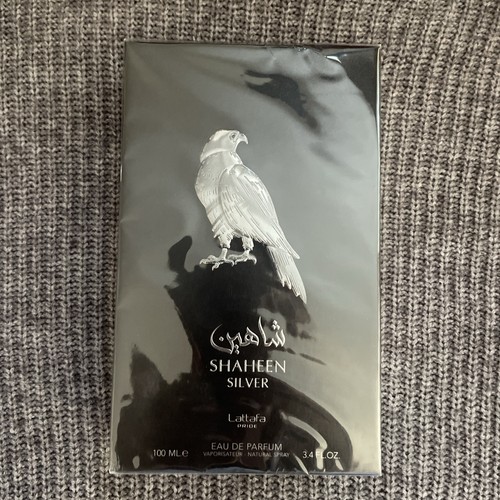 شاهين
SHAHEEN
SILVER
Lattafa
PRIDE
EAU DE PARFUM
100 ML ℮ VAPORISATEUR - NATURAL SPRAY 3.4 FL.OZ.